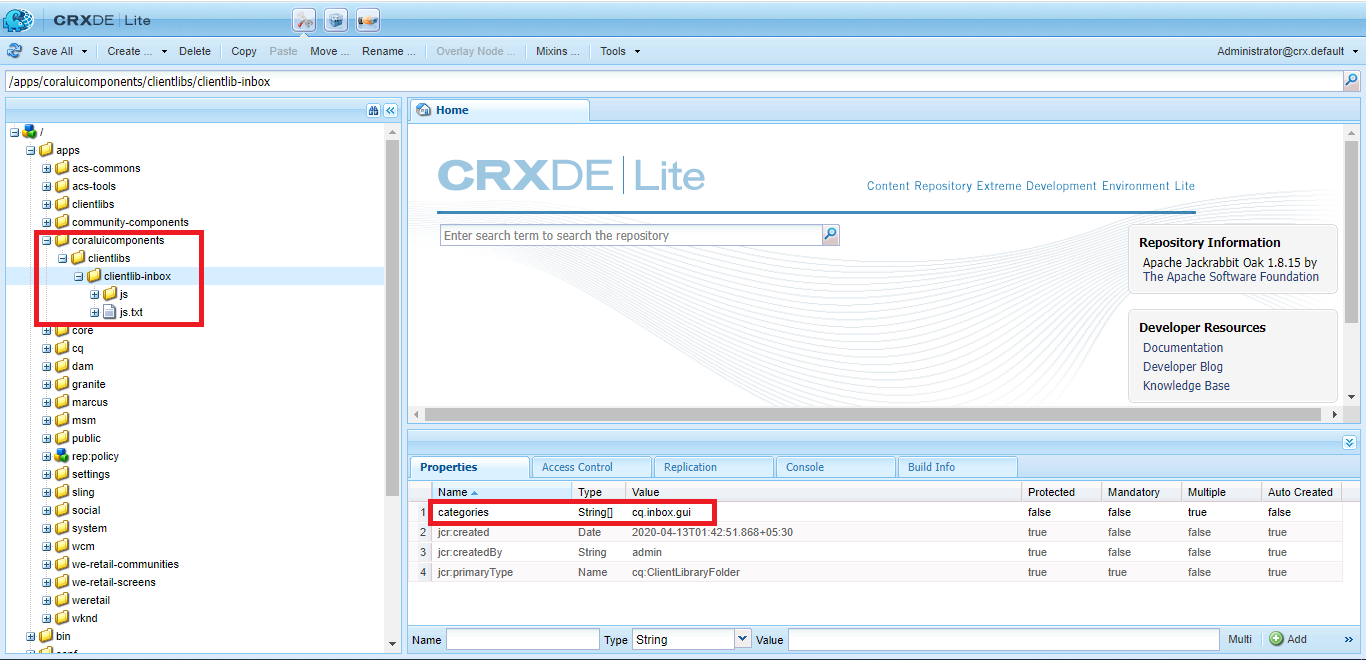 CRXDE | Lite
Save All Create ... Delete Copy Paste Move ... Rename ... Overlay Node ... Mixins ... Tools Administrator@crx.default
/apps/coraluicomponents/clientlibs/clientlib-inbox
/
apps
acs-commons
acs-tools
clientlibs
community-components
coraluicomponents
clientlibs
clientlib-inbox
js
js.txt
core
cq
dam
granite
marcus
msm
public
rep:policy
settings
sling
social
system
wcm
we-retail-communities
we-retail-screens
weretail
wknd
bin
Home
CRXDE | Lite
Content Repository Extreme Development Environment Lite
Enter search term to search the repository
Repository Information
Apache Jackrabbit Oak 1.8.15 by
The Apache Software Foundation
Developer Resources
Documentation
Developer Blog
Knowledge Base
Properties Access Control Replication Console Build Info
Name Type Value Protected Mandatory Multiple Auto Created
1 categories String[] cq.inbox.gui false false true false
2 jcr:created Date 2020-04-13T01:42:51.868+05:30 true false false true
3 jcr:createdBy String admin true false false true
4 jcr:primaryType Name cq:ClientLibraryFolder true true false true
Name Type String Value Multi Add »